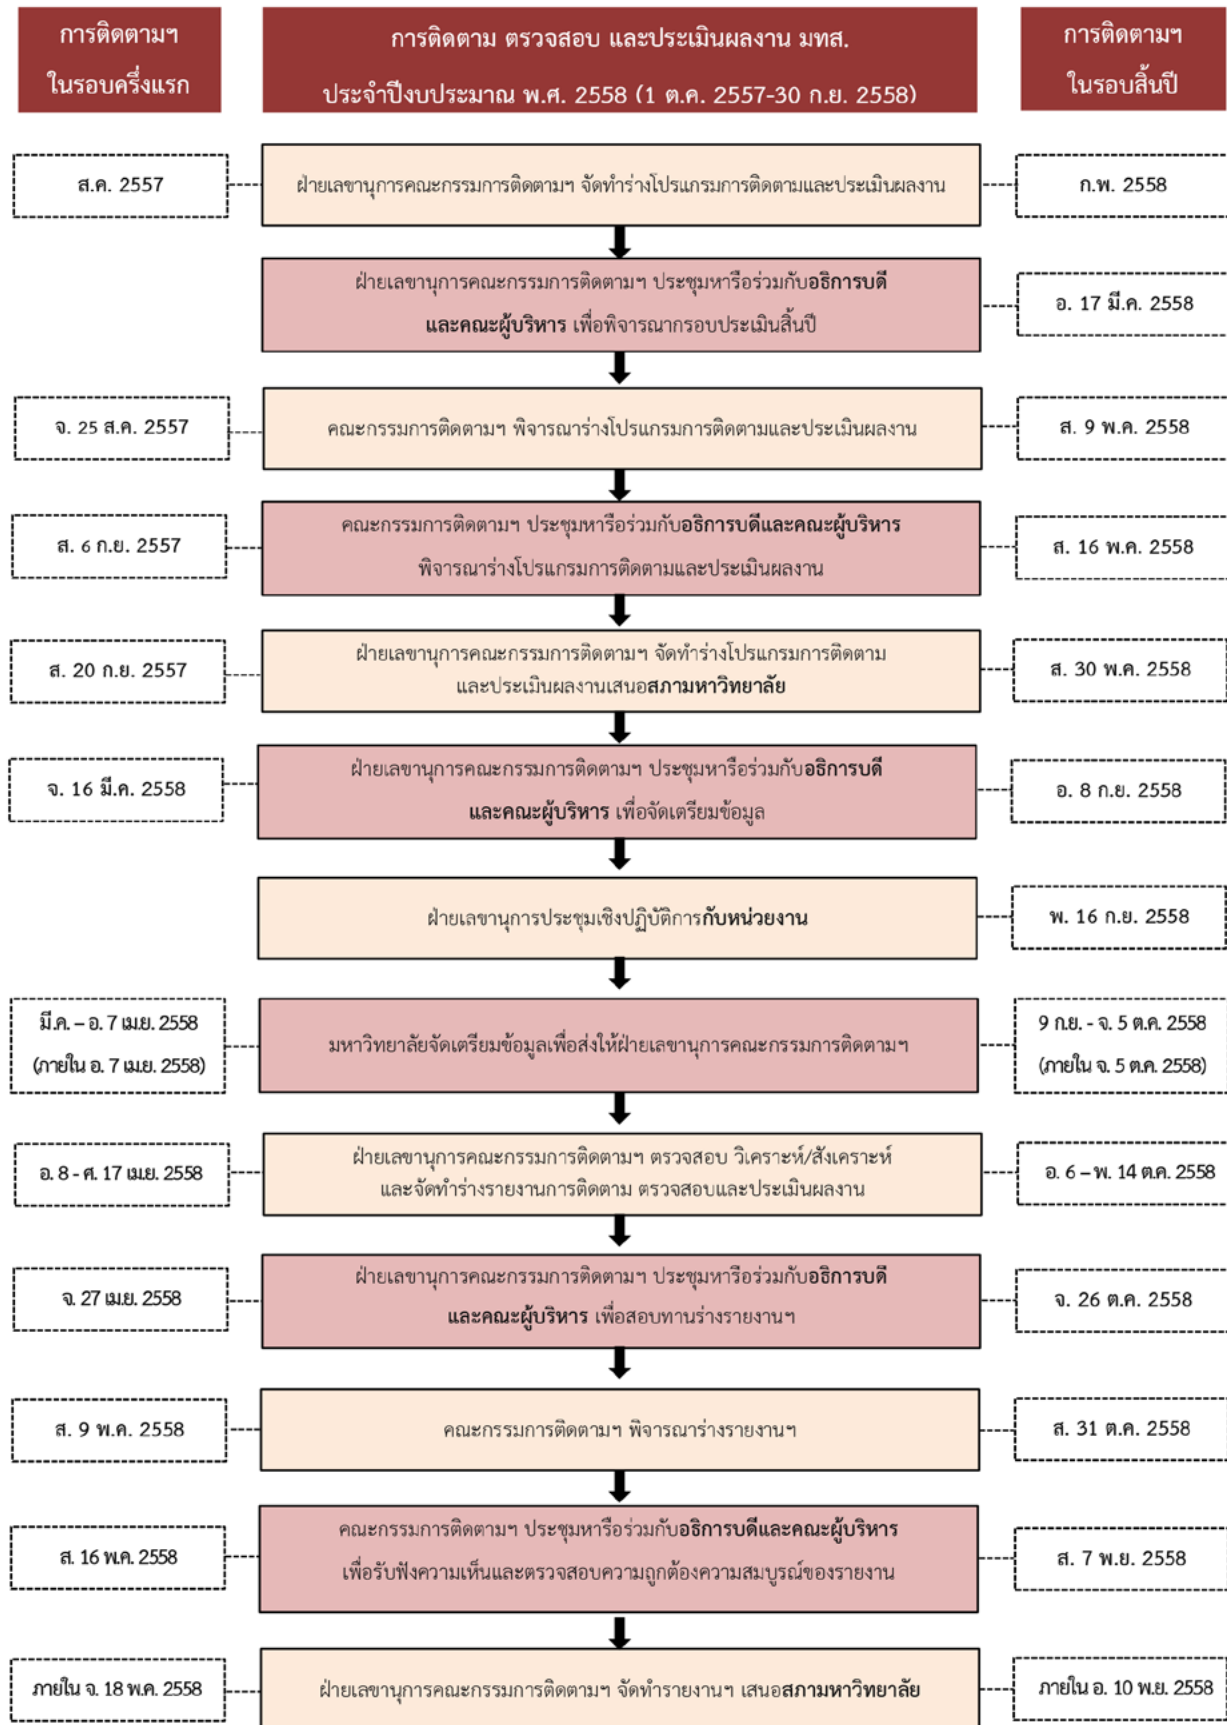 การติดตามฯ
ในรอบครึ่งแรก
การติดตาม ตรวจสอบ และประเมินผลงาน มทส.
ประจำปีงบประมาณ พ.ศ. 2558 (1 ต.ค. 2557-30 ก.ย. 2558)
การติดตามฯ
ในรอบสิ้นปี
ส.ค. 2557
ฝ่ายเลขานุการคณะกรรมการติดตามฯ จัดทำร่างโปรแกรมการติดตามและประเมินผลงาน
ก.พ. 2558
ฝ่ายเลขานุการคณะกรรมการติดตามฯ ประชุมหารือร่วมกับอธิการบดี
และคณะผู้บริหาร เพื่อพิจารณากรอบประเมินสิ้นปี
อ. 17 มี.ค. 2558
จ. 25 ส.ค. 2557
คณะกรรมการติดตามฯ พิจารณาร่างโปรแกรมการติดตามและประเมินผลงาน
ส. 9 พ.ค. 2558
ส. 6 ก.ย. 2557
คณะกรรมการติดตามฯ ประชุมหารือร่วมกับอธิการบดีและคณะผู้บริหาร
พิจารณาร่างโปรแกรมการติดตามและประเมินผลงาน
ส. 16 พ.ค. 2558
ส. 20 ก.ย. 2557
ฝ่ายเลขานุการคณะกรรมการติดตามฯ จัดทำร่างโปรแกรมการติดตาม
และประเมินผลงานเสนอสภามหาวิทยาลัย
ส. 30 พ.ค. 2558
จ. 16 มี.ค. 2558
ฝ่ายเลขานุการคณะกรรมการติดตามฯ ประชุมหารือร่วมกับอธิการบดี
และคณะผู้บริหาร เพื่อจัดเตรียมข้อมูล
อ. 8 ก.ย. 2558
ฝ่ายเลขานุการประชุมเชิงปฏิบัติการกับหน่วยงาน
พ. 16 ก.ย. 2558
มี.ค. – อ. 7 เม.ย. 2558
(ภายใน อ. 7 เม.ย. 2558)
มหาวิทยาลัยจัดเตรียมข้อมูลเพื่อส่งให้ฝ่ายเลขานุการคณะกรรมการติดตามฯ
9 ก.ย. - จ. 5 ต.ค. 2558
(ภายใน จ. 5 ต.ค. 2558)
อ. 8 - ศ. 17 เม.ย. 2558
ฝ่ายเลขานุการคณะกรรมการติดตามฯ ตรวจสอบ วิเคราะห์/สังเคราะห์
และจัดทำร่างรายงานการติดตาม ตรวจสอบและประเมินผลงาน
อ. 6 – พ. 14 ต.ค. 2558
จ. 27 เม.ย. 2558
ฝ่ายเลขานุการคณะกรรมการติดตามฯ ประชุมหารือร่วมกับอธิการบดี
และคณะผู้บริหาร เพื่อสอบทานร่างรายงานฯ
จ. 26 ต.ค. 2558
ส. 9 พ.ค. 2558
คณะกรรมการติดตามฯ พิจารณาร่างรายงานฯ
ส. 31 ต.ค. 2558
ส. 16 พ.ค. 2558
คณะกรรมการติดตามฯ ประชุมหารือร่วมกับอธิการบดีและคณะผู้บริหาร
เพื่อรับฟังความเห็นและตรวจสอบความถูกต้องความสมบูรณ์ของรายงาน
ส. 7 พ.ย. 2558
ภายใน จ. 18 พ.ค. 2558
ฝ่ายเลขานุการคณะกรรมการติดตามฯ จัดทำรายงานฯ เสนอสภามหาวิทยาลัย
ภายใน อ. 10 พ.ย. 2558